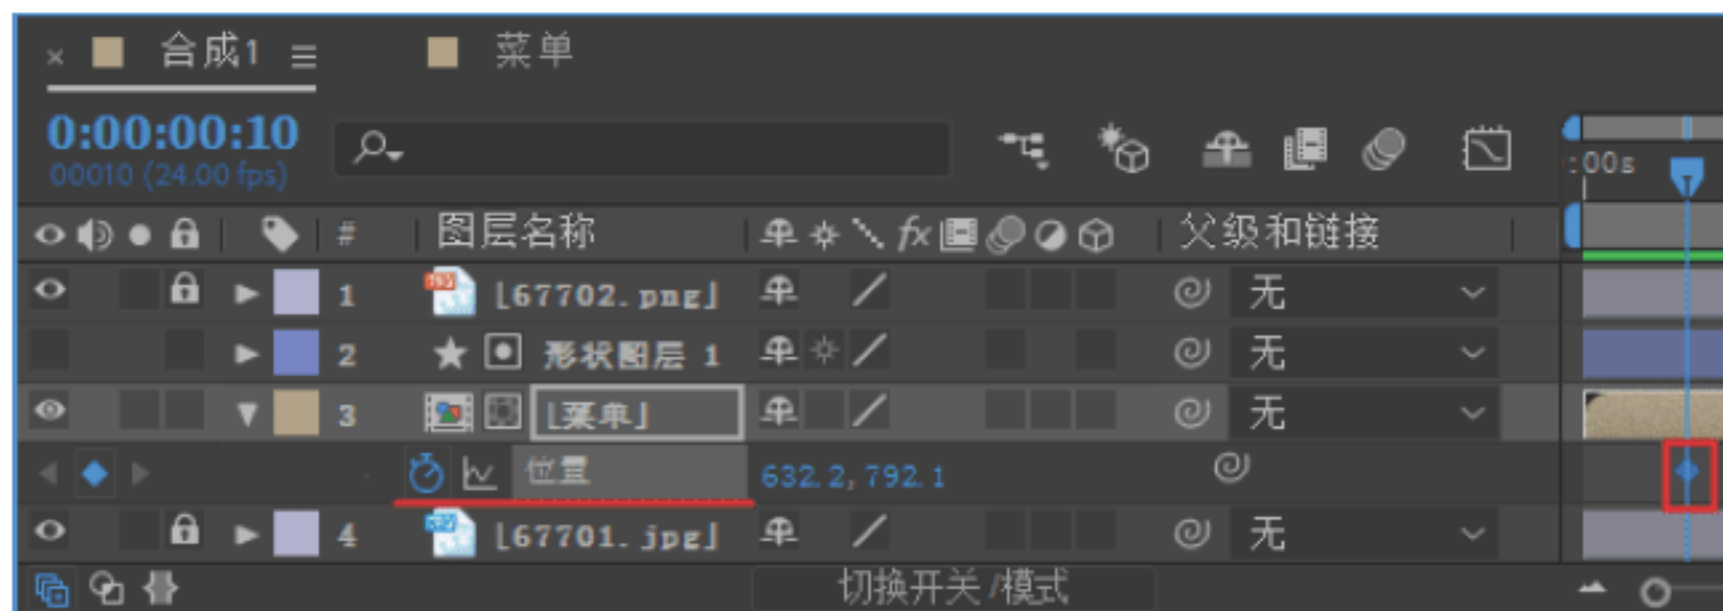 合成1 菜单
0:00:00:10
00010 (24.00 fps)
:00s
# 图层名称 fx 父级和链接
1 [67702.png] 无
2 形状图层 1 无
3 [菜单] 无
位置 632.2, 792.1
4 [67701.jpg] 无
切换开关/模式